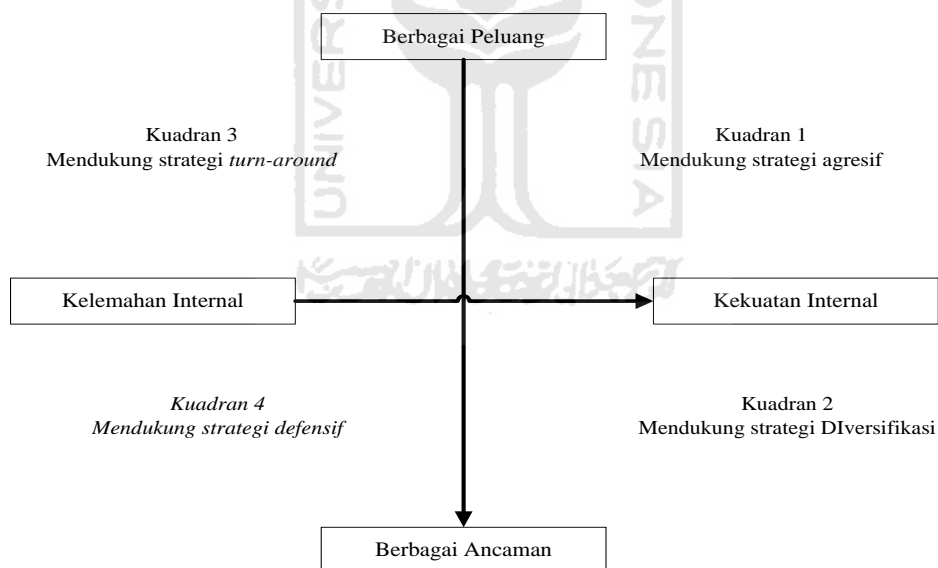 Berbagai Peluang
Kuadran 3
Mendukung strategi turn-around
Kuadran 1
Mendukung strategi agresif
Kelemahan Internal
Kekuatan Internal
Kuadran 4
Mendukung strategi defensif
Kuadran 2
Mendukung strategi DIversifikasi
Berbagai Ancaman